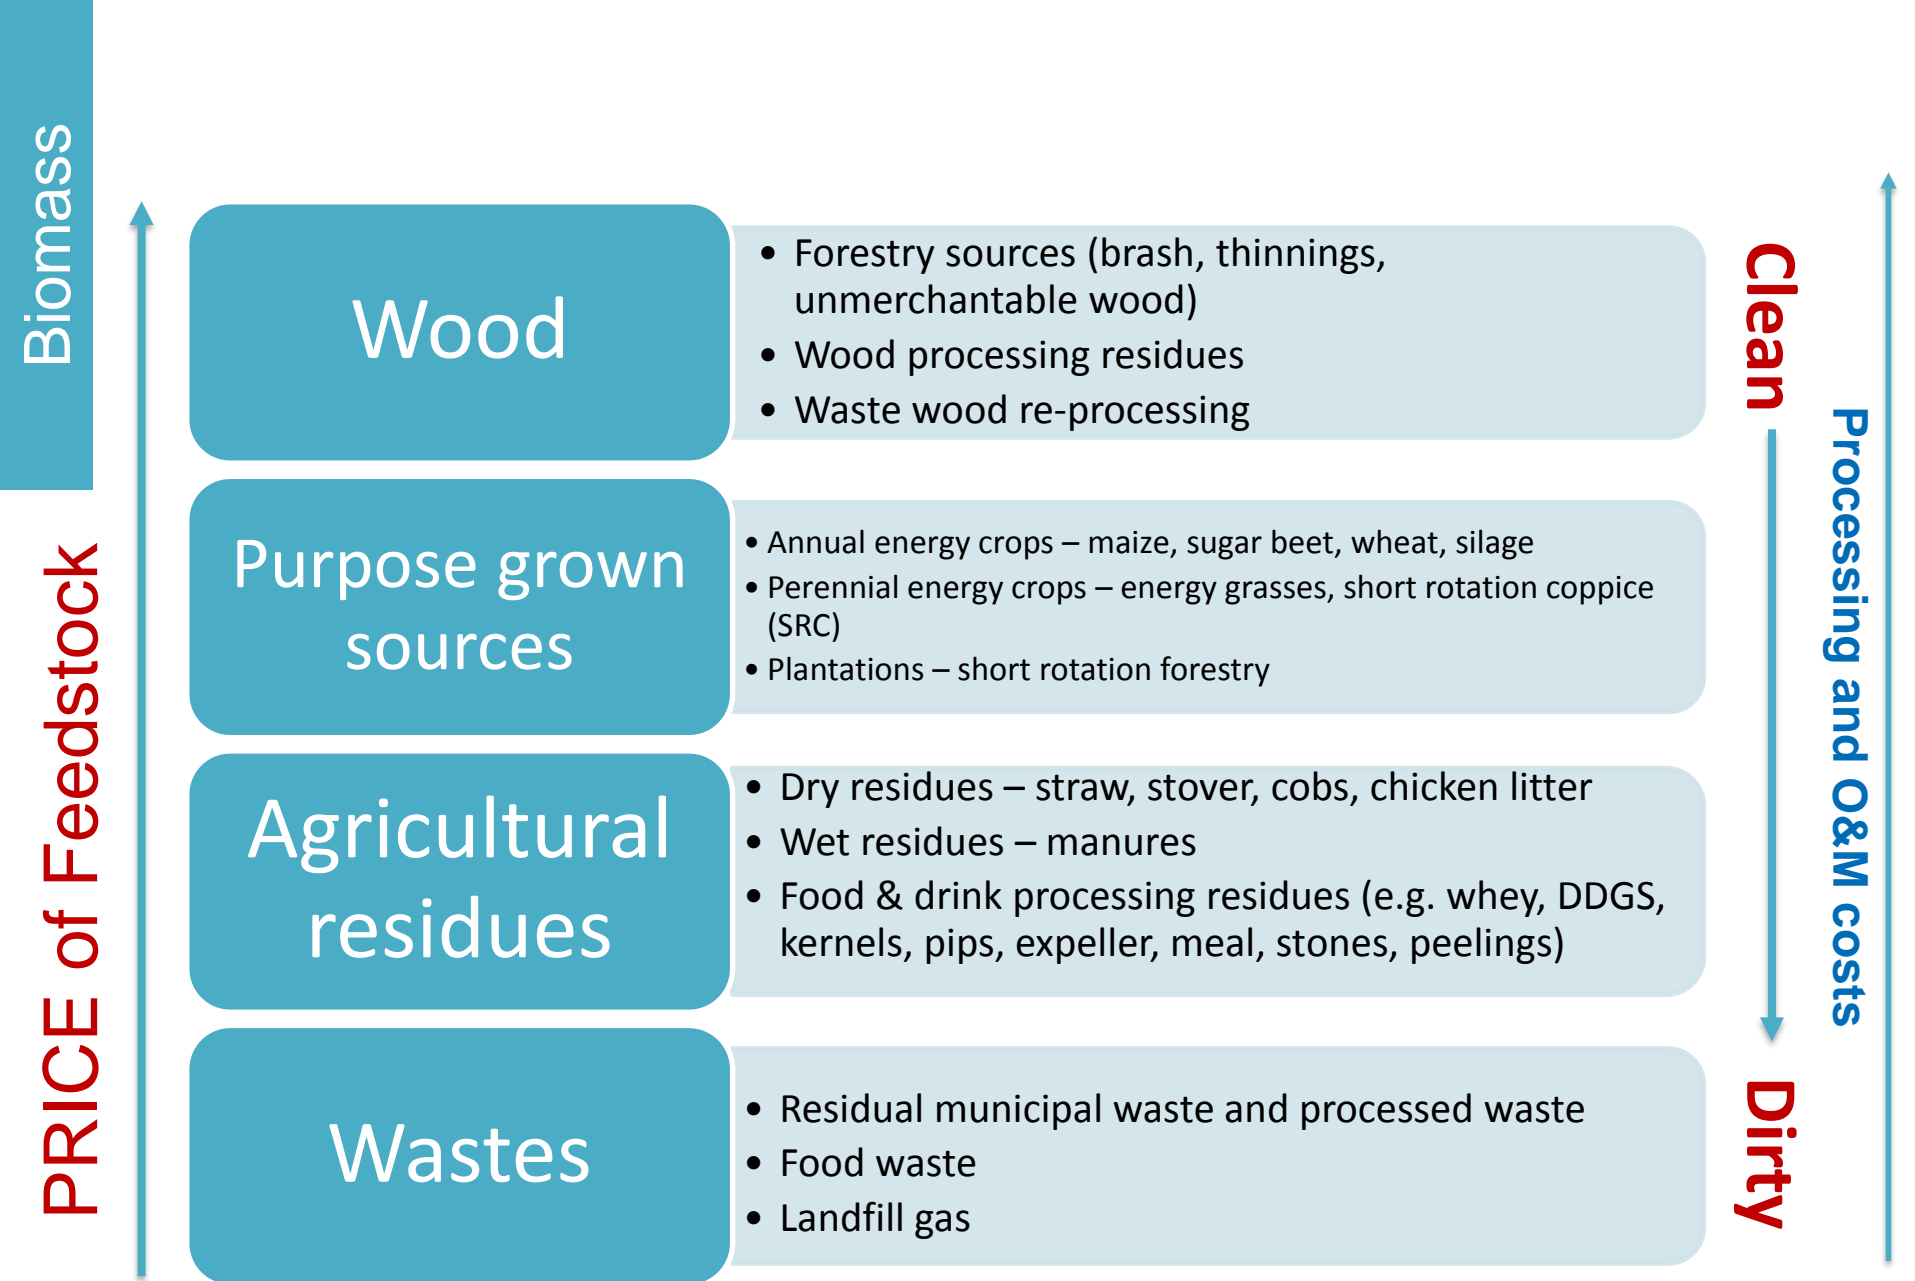 Biomass
PRICE of Feedstock
Wood
• Forestry sources (brash, thinnings,
unmerchantable wood)
• Wood processing residues
• Waste wood re-processing
Purpose grown
sources
• Annual energy crops – maize, sugar beet, wheat, silage
• Perennial energy crops – energy grasses, short rotation coppice
(SRC)
• Plantations – short rotation forestry
Agricultural
residues
• Dry residues – straw, stover, cobs, chicken litter
• Wet residues – manures
• Food & drink processing residues (e.g. whey, DDGS,
kernels, pips, expeller, meal, stones, peelings)
Wastes
• Residual municipal waste and processed waste
• Food waste
• Landfill gas
Clean
Dirty
Processing and O&M costs